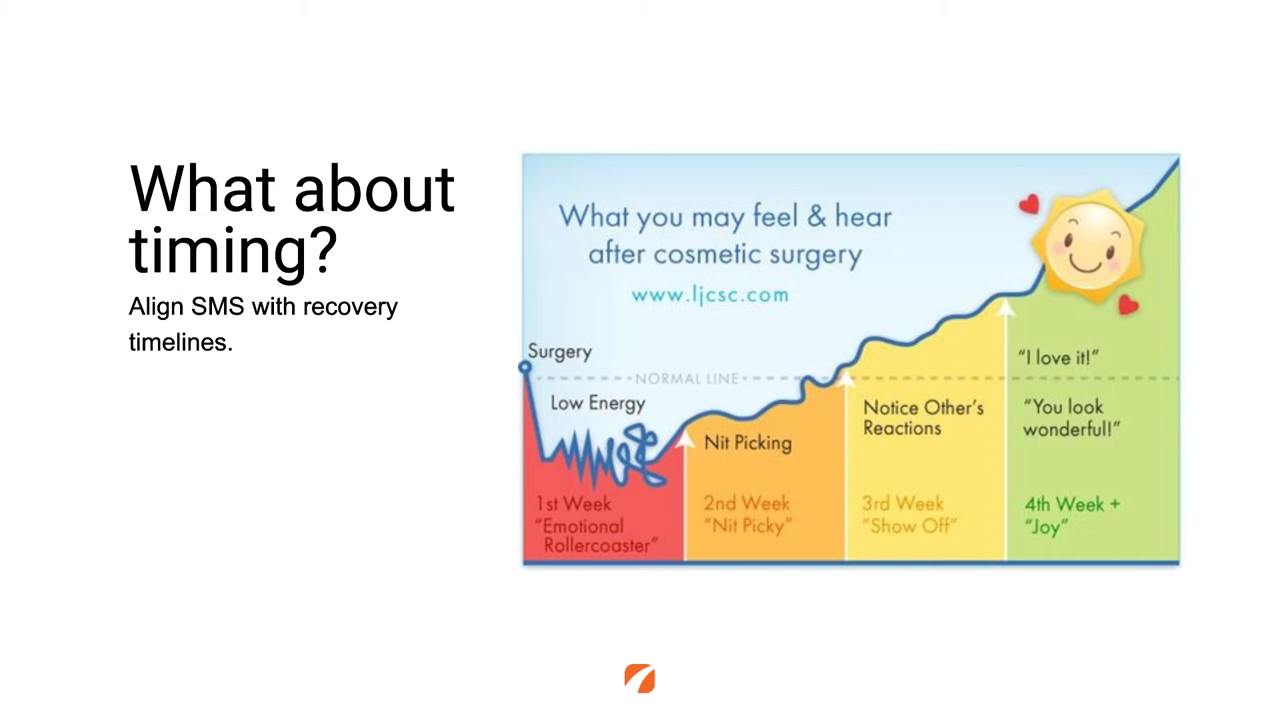 What about
timing?
Align SMS with recovery
timelines.
What you may feel & hear
after cosmetic surgery
www.ljcsc.com
Surgery
NORMAL LINE
Low Energy
Nit Picking
Notice Other's
Reactions
"I love it!"
"You look
wonderful!"
1st Week
"Emotional
Rollercoaster"
2nd Week
"Nit Picky"
3rd Week
"Show Off"
4th Week +
"Joy"